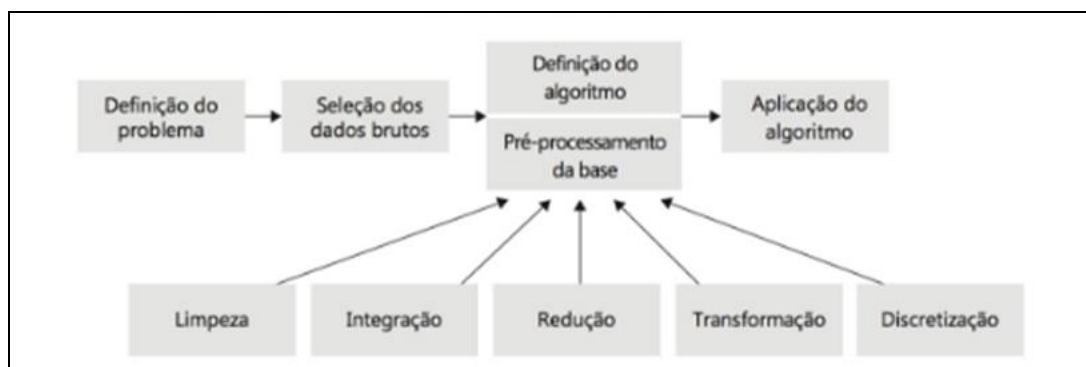 Definição do
problema
Seleção dos
dados brutos
Definição do
algoritmo
Pré-processamento
da base
Aplicação do
algoritmo
Limpeza
Integração
Redução
Transformação
Discretização